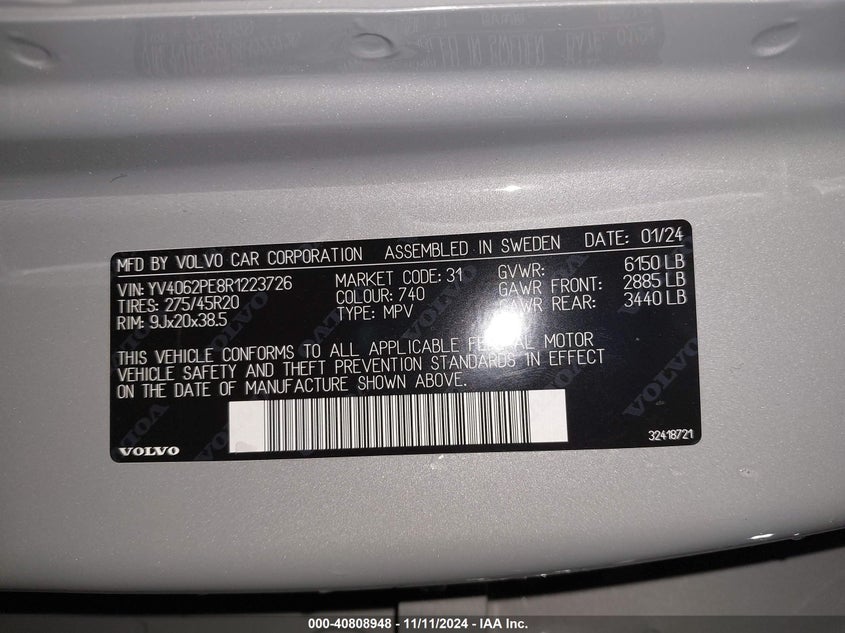 MFD BY VOLVO CAR CORPORATION ASSEMBLED IN SWEDEN DATE: 01/24
VIN: YV4062PE8R1223726 MARKET CODE: 31 GVWR: 6150 LB
TIRES: 275/45R20 COLOUR: 740 GAWR FRONT: 2885 LB
RIM: 9Jx20x38.5 TYPE: MPV GAWR REAR: 3440 LB
THIS VEHICLE CONFORMS TO ALL APPLICABLE FEDERAL MOTOR
VEHICLE SAFETY AND THEFT PREVENTION STANDARDS IN EFFECT
ON THE DATE OF MANUFACTURE SHOWN ABOVE.
VOLVO 32418721
000-40808948 - 11/11/2024 - IAA Inc.